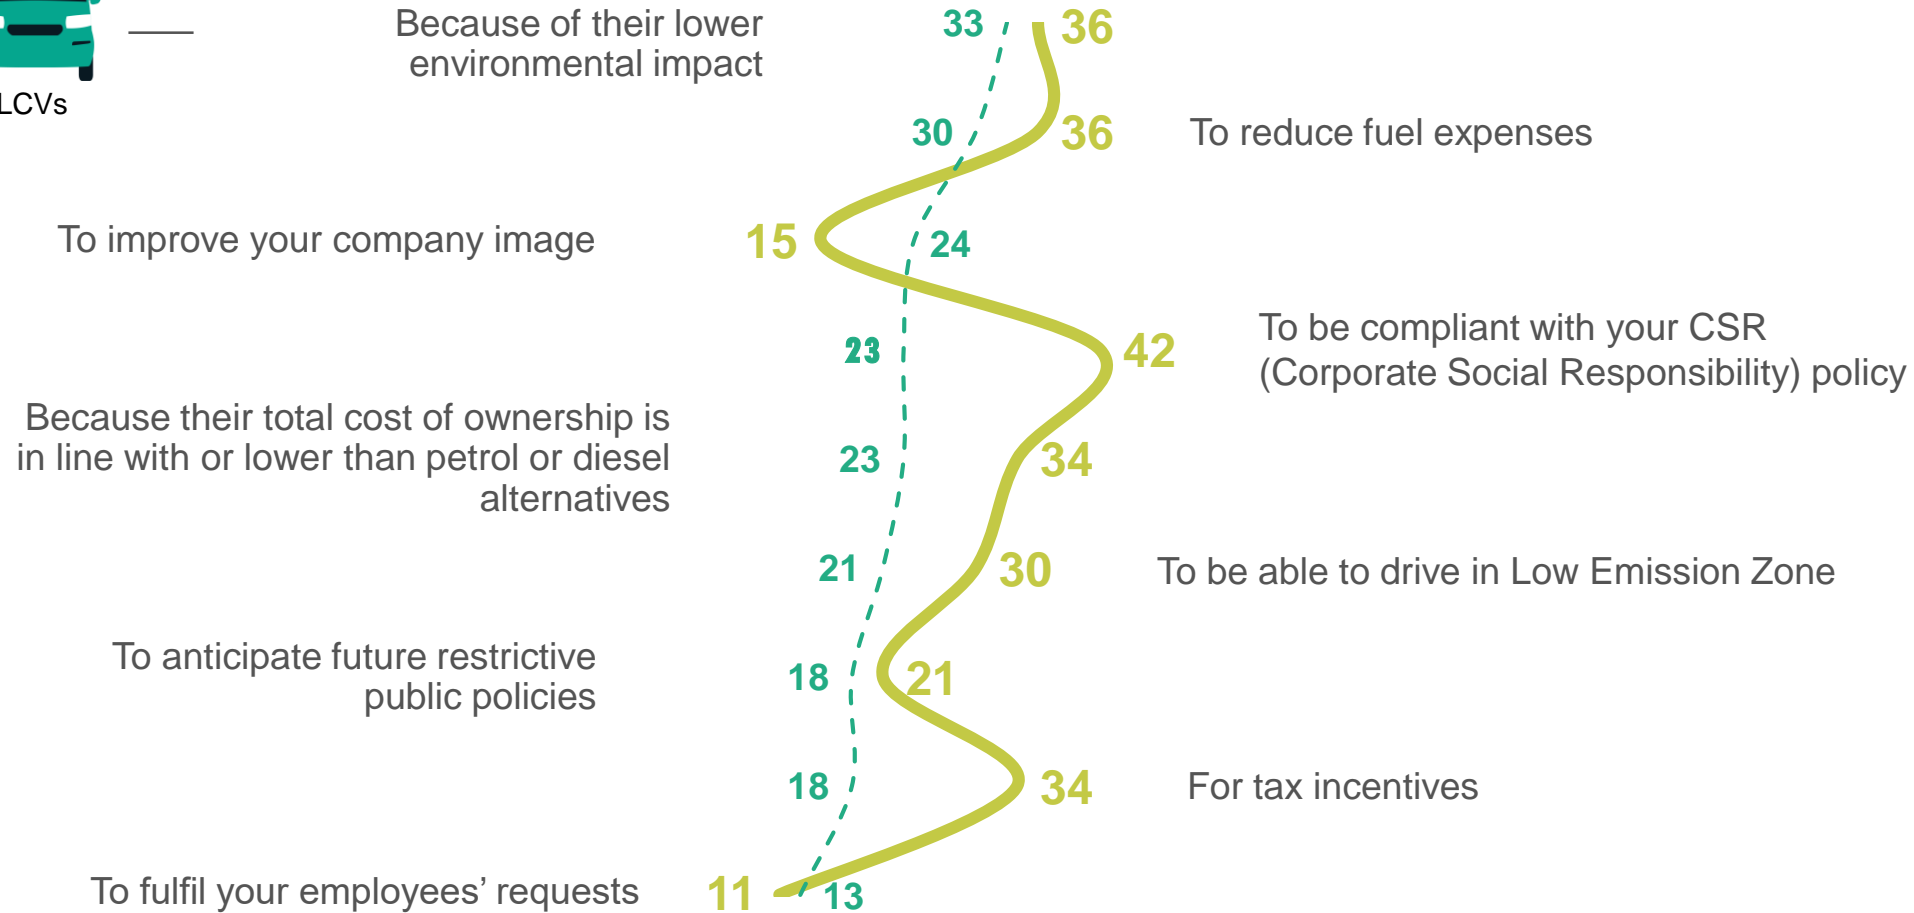 Because of their lower
environmental impact
33
36
LCVs
30
36
To reduce fuel expenses
To improve your company image
15
24
23
42
To be compliant with your CSR
(Corporate Social Responsibility) policy
Because their total cost of ownership is
in line with or lower than petrol or diesel
alternatives
23
34
21
30
To be able to drive in Low Emission Zone
To anticipate future restrictive
public policies
18
21
18
34
For tax incentives
To fulfil your employees’ requests
11
13